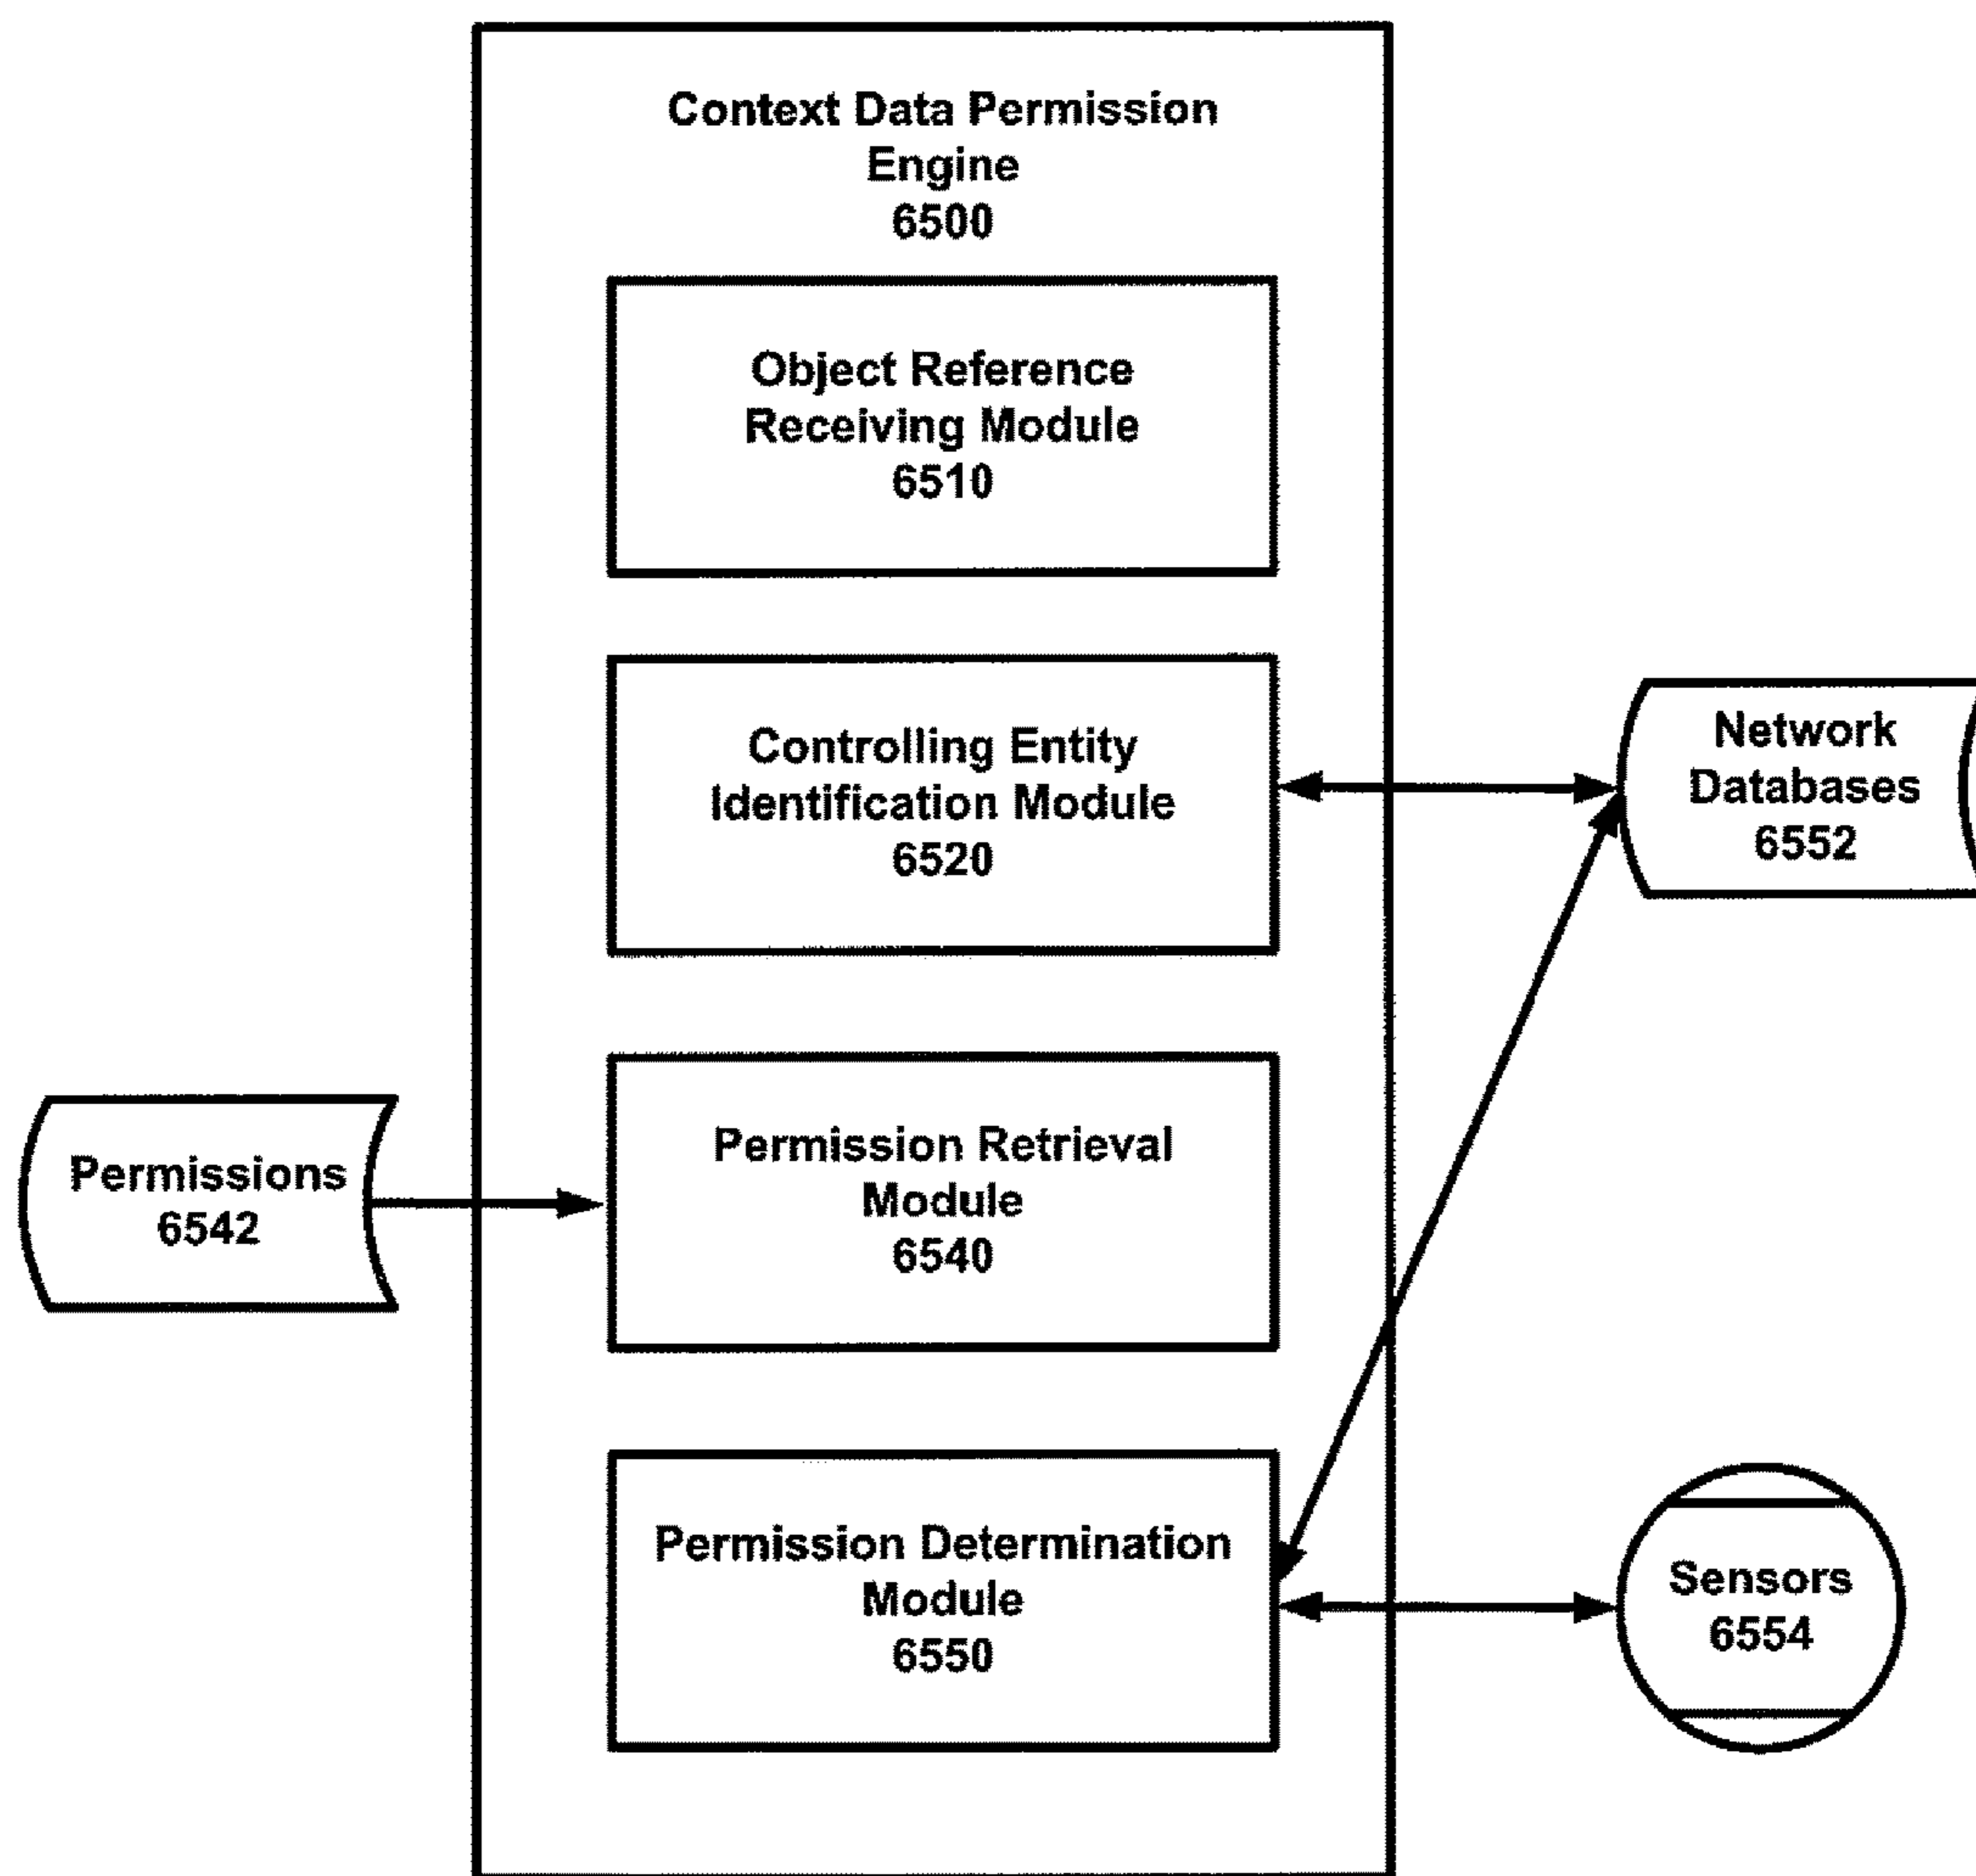 Context Data Permission
Engine
6500
Object Reference
Receiving Module
6510
Controlling Entity
Identification Module
6520
Network
Databases
6552
Permissions
6542
Permission Retrieval
Module
6540
Permission Determination
Module
6550
Sensors
6554